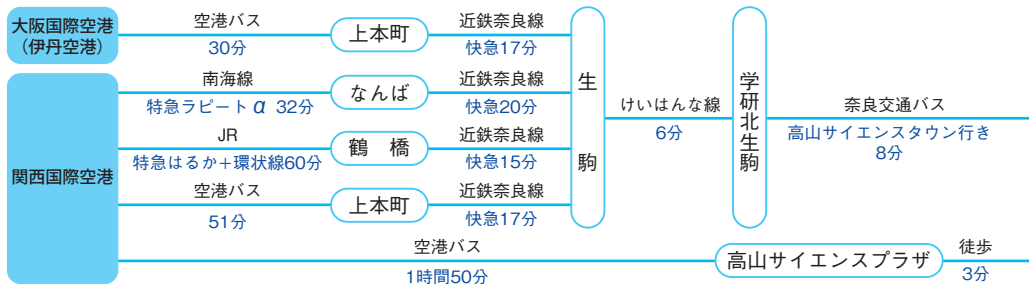 大阪国際空港
（伊丹空港）
空港バス
30分
上本町
近鉄奈良線
快急17分
関西国際空港
南海線
特急ラピート α 32分
なんば
近鉄奈良線
快急20分
JR
特急はるか＋環状線60分
鶴 橋
近鉄奈良線
快急15分
空港バス
51分
上本町
近鉄奈良線
快急17分
生駒
けいはんな線
6分
学研北生駒
奈良交通バス
高山サイエンスタウン行き
8分
空港バス
1時間50分
高山サイエンスプラザ
徒歩
3分